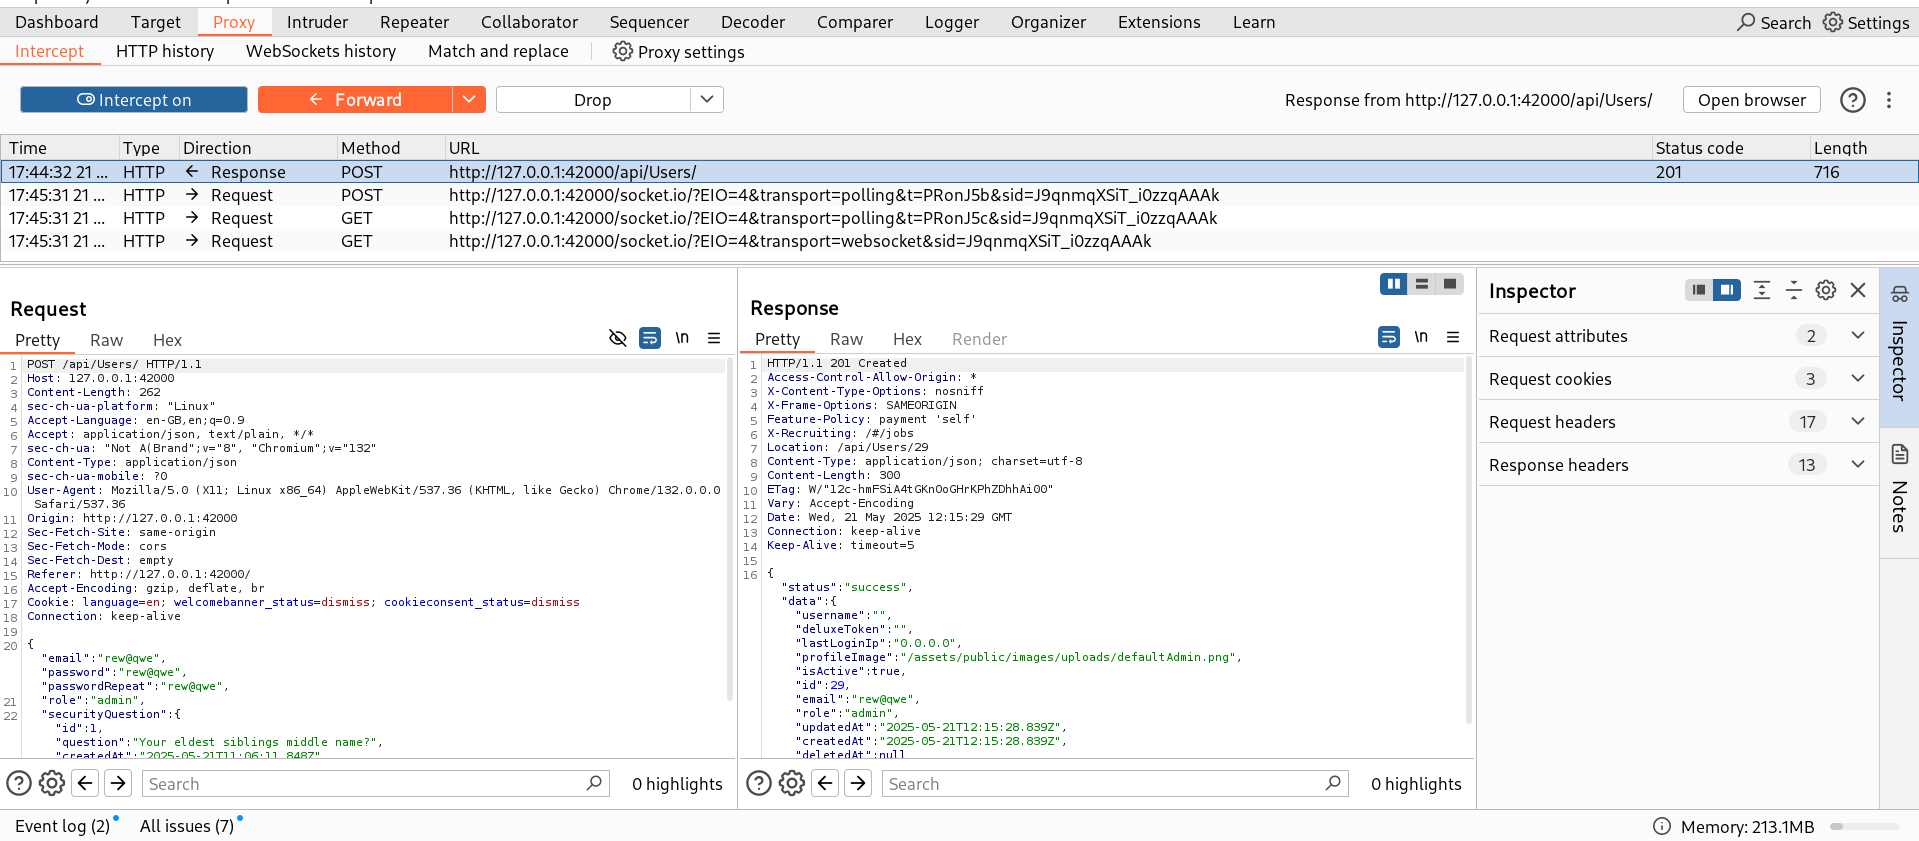 Dashboard Target Proxy Intruder Repeater Collaborator Sequencer Decoder Comparer Logger Organizer Extensions Learn Search Settings
Intercept HTTP history WebSockets history Match and replace Proxy settings
Intercept on Forward Drop Response from http://127.0.0.1:42000/api/Users/ Open browser
Time Type Direction Method URL Status code Length
17:44:32 21 ... HTTP ← Response POST http://127.0.0.1:42000/api/Users/ 201 716
17:45:31 21 ... HTTP → Request POST http://127.0.0.1:42000/socket.io/?EIO=4&transport=polling&t=PRonJ5b&sid=J9qnmqXSiT_i0zzqAAAk
17:45:31 21 ... HTTP → Request GET http://127.0.0.1:42000/socket.io/?EIO=4&transport=polling&t=PRonJ5c&sid=J9qnmqXSiT_i0zzqAAAk
17:45:31 21 ... HTTP → Request GET http://127.0.0.1:42000/socket.io/?EIO=4&transport=websocket&sid=J9qnmqXSiT_i0zzqAAAk
Request
Pretty Raw Hex \n
1 POST /api/Users/ HTTP/1.1
2 Host: 127.0.0.1:42000
3 Content-Length: 262
4 sec-ch-ua-platform: "Linux"
5 Accept-Language: en-GB,en;q=0.9
6 Accept: application/json, text/plain, */*
7 sec-ch-ua: "Not A(Brand";v="8", "Chromium";v="132"
8 Content-Type: application/json
9 sec-ch-ua-mobile: ?0
10 User-Agent: Mozilla/5.0 (X11; Linux x86_64) AppleWebKit/537.36 (KHTML, like Gecko) Chrome/132.0.0.0
Safari/537.36
11 Origin: http://127.0.0.1:42000
12 Sec-Fetch-Site: same-origin
13 Sec-Fetch-Mode: cors
14 Sec-Fetch-Dest: empty
15 Referer: http://127.0.0.1:42000/
16 Accept-Encoding: gzip, deflate, br
17 Cookie: language=en; welcomebanner_status=dismiss; cookieconsent_status=dismiss
18 Connection: keep-alive
19
20 {
"email":"rew@qwe",
"password":"rew@qwe",
"passwordRepeat":"rew@qwe",
21 "role":"admin",
22 "securityQuestion":{
"id":1,
"question":"Your eldest siblings middle name?",
"createdAt":"2025-05-21T11:06:11.848Z"
Search 0 highlights
Response
Pretty Raw Hex Render \n
1 HTTP/1.1 201 Created
2 Access-Control-Allow-Origin: *
3 X-Content-Type-Options: nosniff
4 X-Frame-Options: SAMEORIGIN
5 Feature-Policy: payment 'self'
6 X-Recruiting: /#/jobs
7 Location: /api/Users/29
8 Content-Type: application/json; charset=utf-8
9 Content-Length: 300
10 ETag: W/"12c-hmFSiA4tGKnOoGHrKPhZDhhAi00"
11 Vary: Accept-Encoding
12 Date: Wed, 21 May 2025 12:15:29 GMT
13 Connection: keep-alive
14 Keep-Alive: timeout=5
15
16 {
"status":"success",
"data":{
"username":"",
"deluxeToken":"",
"lastLoginIp":"0.0.0.0",
"profileImage":"/assets/public/images/uploads/defaultAdmin.png",
"isActive":true,
"id":29,
"email":"rew@qwe",
"role":"admin",
"updatedAt":"2025-05-21T12:15:28.839Z",
"createdAt":"2025-05-21T12:15:28.839Z",
"deletedAt":null
Search 0 highlights
Inspector
Request attributes 2
Request cookies 3
Request headers 17
Response headers 13
Inspector
Notes
Event log (2) All issues (7) Memory: 213.1MB